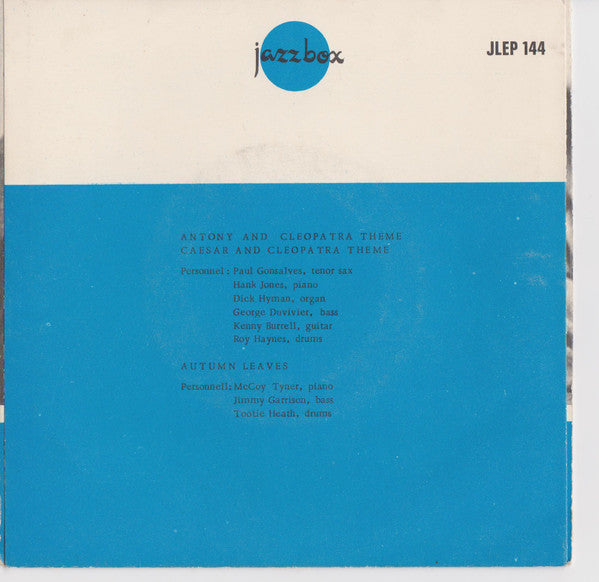 jazzbox
JLEP 144
ANTONY AND CLEOPATRA THEME
CAESAR AND CLEOPATRA THEME
Personnel : Paul Gonsalves, tenor sax
Hank Jones, piano
Dick Hyman, organ
George Duvivier, bass
Kenny Burrell, guitar
Roy Haynes, drums
AUTUMN LEAVES
Personnell: McCoy Tyner, piano
Jimmy Garrison, bass
Tootie Heath, drums